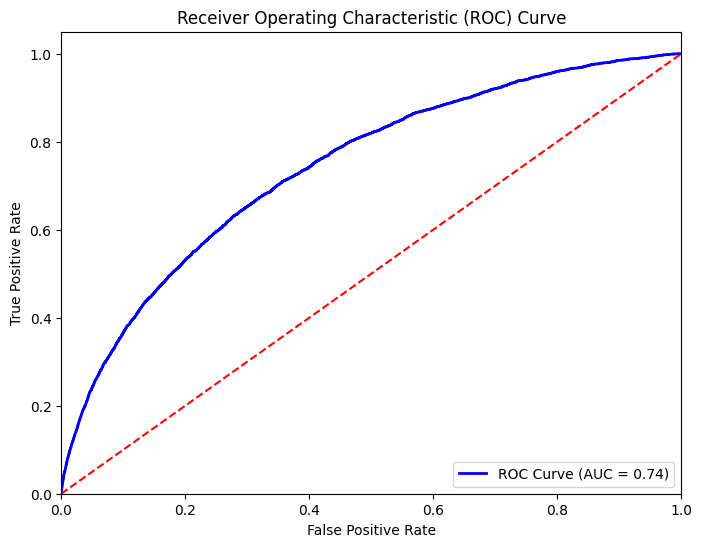 Receiver Operating Characteristic (ROC) Curve
True Positive Rate
1.0
0.8
0.6
0.4
0.2
0.0
ROC Curve (AUC = 0.74)
0.0 0.2 0.4 0.6 0.8 1.0
False Positive Rate